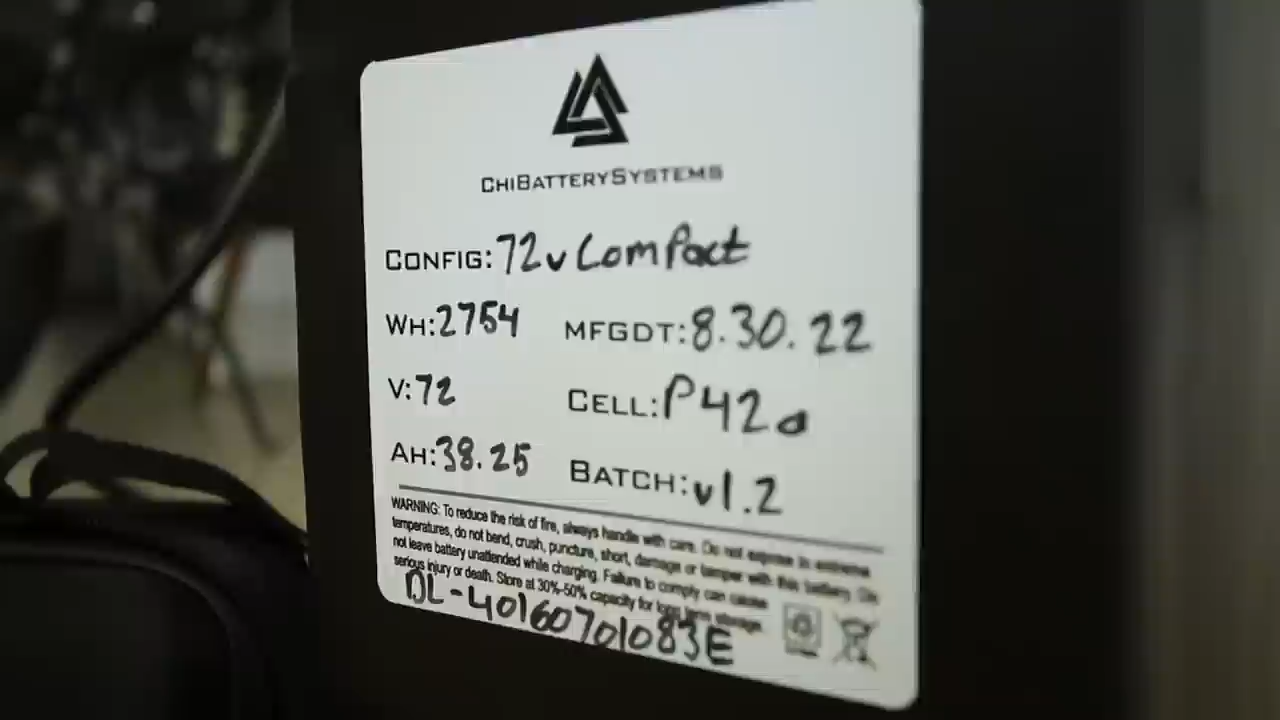 CHIBATTERYSYSTEMS
CONFIG: 72v Compact
WH: 2754 MFGDT: 8.30.22
V: 72 CELL: P42a
AH: 38.25 BATCH: v1.2
WARNING: To reduce the risk of fire, always handle with care. Do not expose to extreme
temperatures, do not bend, crush, puncture, short, damage or tamper with this battery. Do
not leave battery unattended while charging. Failure to comply can cause
serious injury or death. Store at 30%-50% capacity for long term storage.
DL-40160701083E